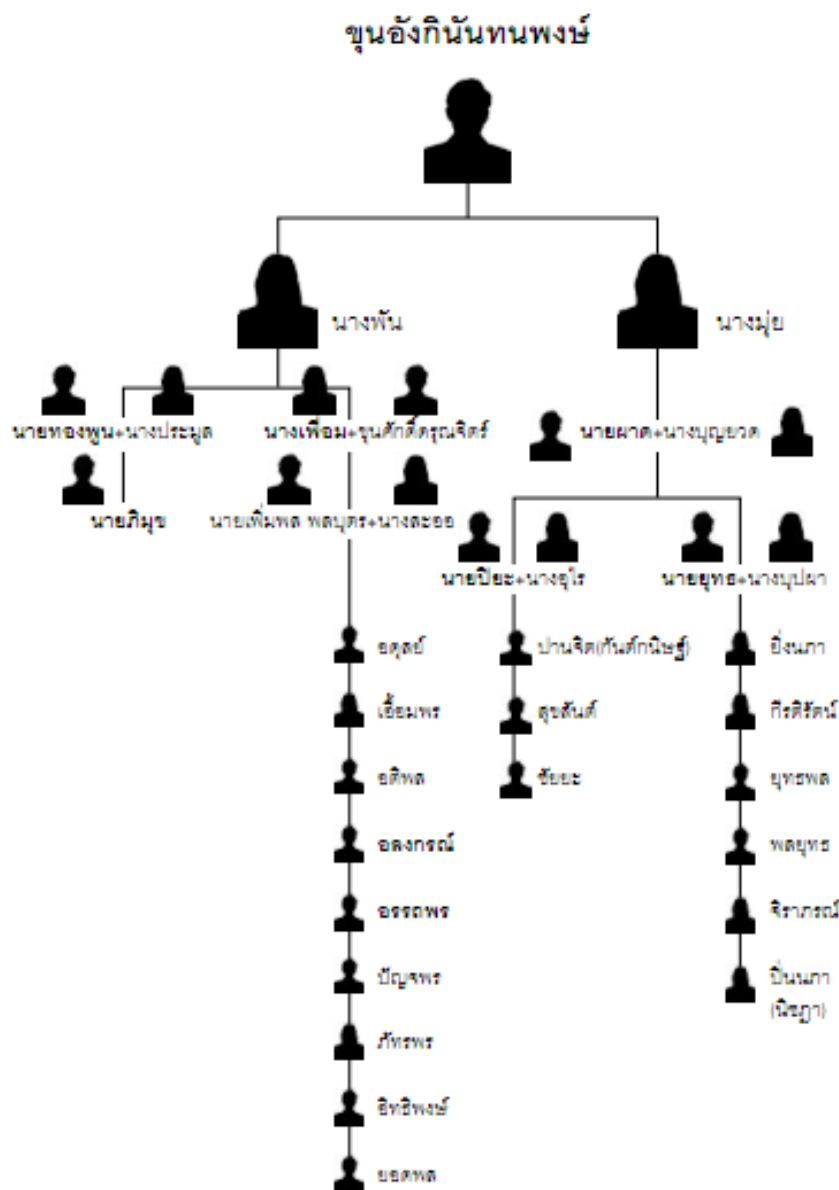 ขุนอังกินันทนพงษ์
นางพัน
นางมุ่ย
นายทองพูน+นางประมูล
นางเพื่อม+ขุนศักดิ์ดรุณจิตร์
นายผาด+นางบุญยวด
นายภิมุข
นายเพิ่มพล พลบุตร+นางละออ
นายปิยะ+นางอุไร
นายยุทธ+นางบุปผา
อดุลย์
เอื้อมพร
อติพล
อลงกรณ์
อรรถพร
ปัญจพร
ภัทรพร
อิทธิพงษ์
ยอดพล
ปานจิต(กันต์กนิษฐ์)
สุขสันต์
ชัยยะ
ยิ่งนภา
กีรติรัตน์
ยุทธพล
พลยุทธ
จิราภรณ์
ปิ่นนภา
(นิชฎา)